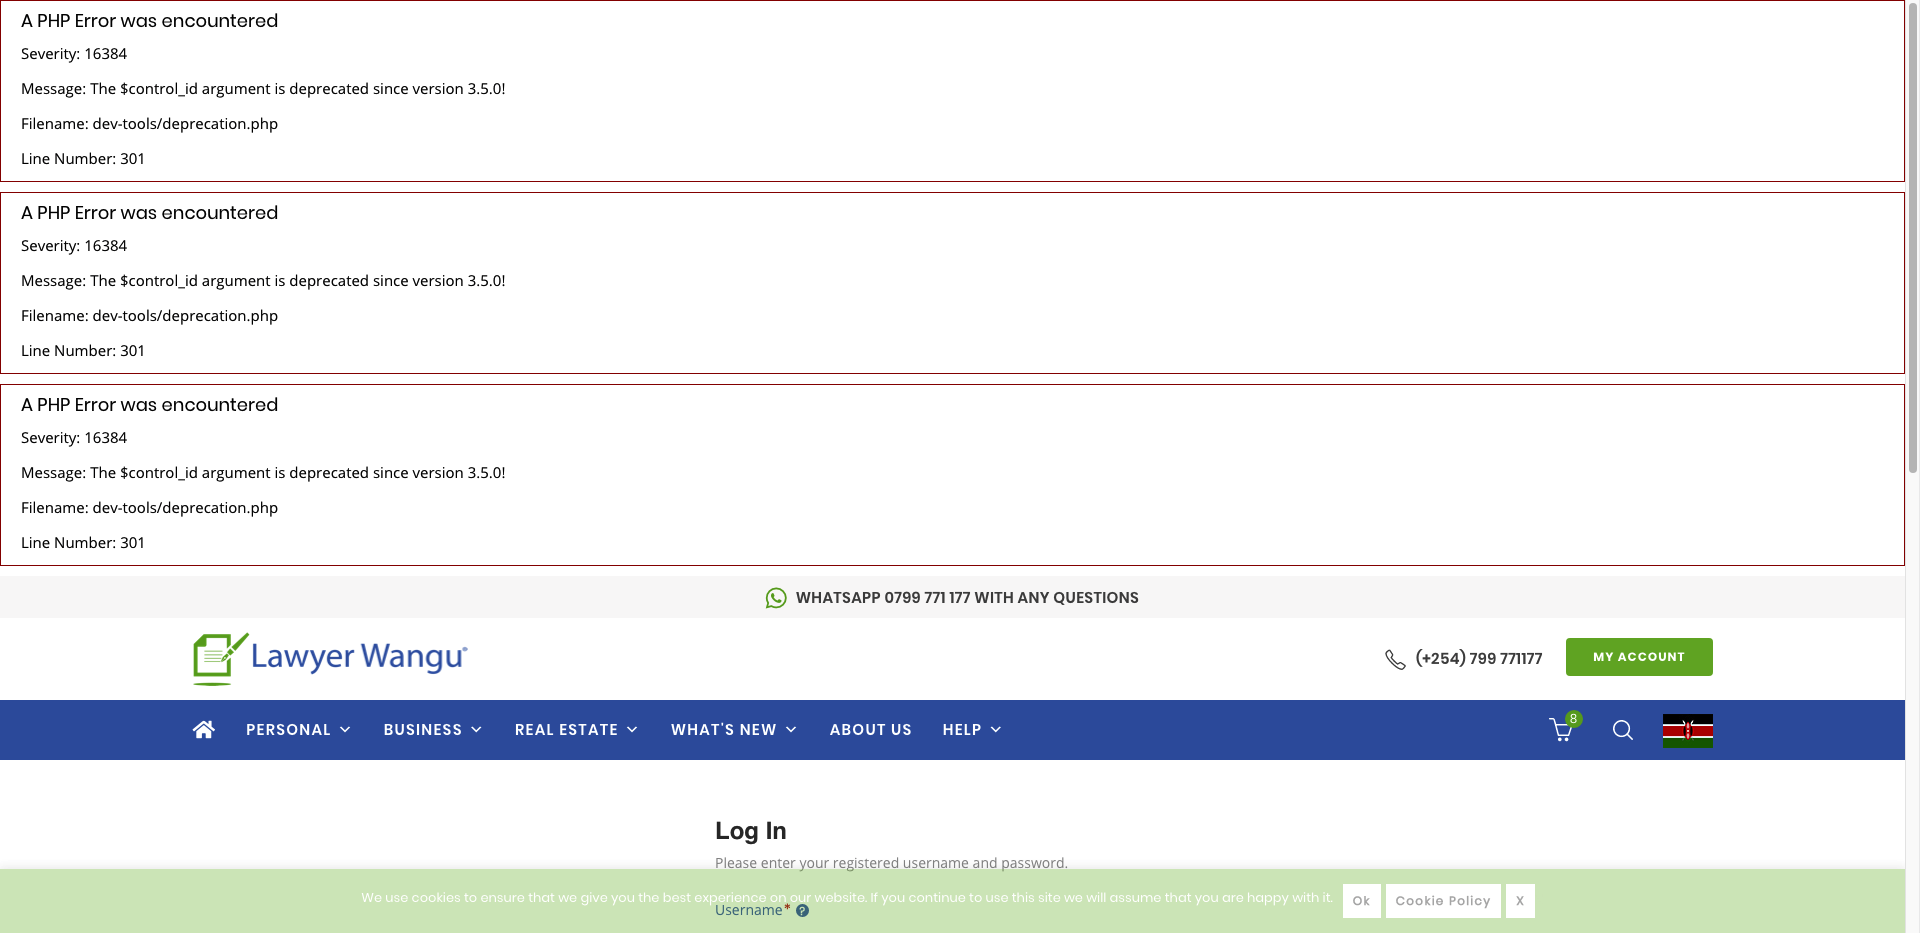 A PHP Error was encountered
Severity: 16384
Message: The $control_id argument is deprecated since version 3.5.0!
Filename: dev-tools/deprecation.php
Line Number: 301
A PHP Error was encountered
Severity: 16384
Message: The $control_id argument is deprecated since version 3.5.0!
Filename: dev-tools/deprecation.php
Line Number: 301
A PHP Error was encountered
Severity: 16384
Message: The $control_id argument is deprecated since version 3.5.0!
Filename: dev-tools/deprecation.php
Line Number: 301
WHATSAPP 0799 771 177 WITH ANY QUESTIONS
Lawyer Wangu
(+254) 799 771177
MY ACCOUNT
PERSONAL BUSINESS REAL ESTATE WHAT'S NEW ABOUT US HELP 8
Log In
Please enter your registered username and password.
We use cookies to ensure that we give you the best experience on our website. If you continue to use this site we will assume that you are happy with it. Ok Cookie Policy X
Username* ?